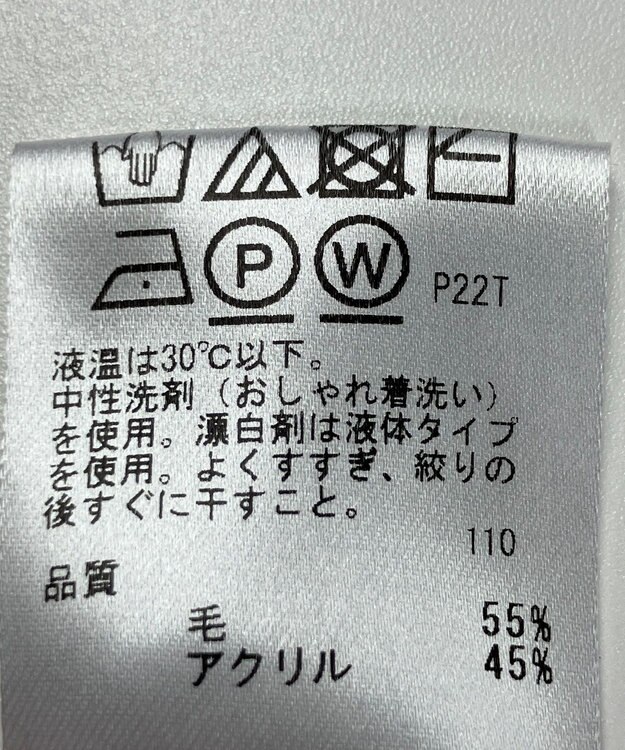 P W P22T
液温は30℃以下。
中性洗剤（おしゃれ着洗い）
を使用。漂白剤は液体タイプ
を使用。よくすすぎ、絞りの
後すぐに干すこと。
110
品質
毛 55%
アクリル 45%